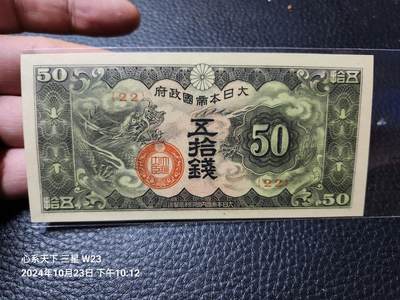 50
大日本帝國政府
拾五
{22}
五拾錢
50
{22}
拾五
.50
心系天下 三星 W23
2024年10月23日 下午10:12